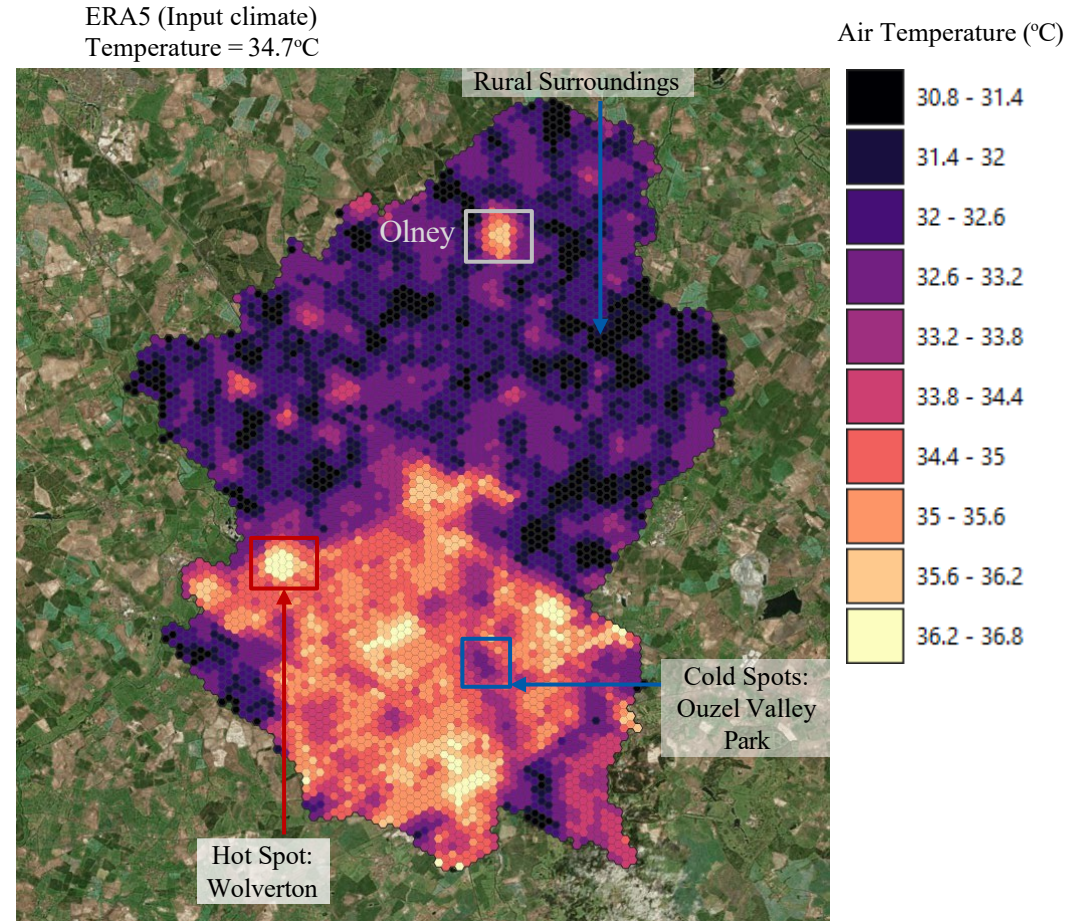 ERA5 (Input climate)
Temperature = 34.7°C
Air Temperature (°C)
Rural Surroundings
30.8 - 31.4
31.4 - 32
32 - 32.6
Olney
32.6 - 33.2
33.2 - 33.8
33.8 - 34.4
34.4 - 35
35 - 35.6
35.6 - 36.2
36.2 - 36.8
Cold Spots:
Ouzel Valley
Park
Hot Spot:
Wolverton